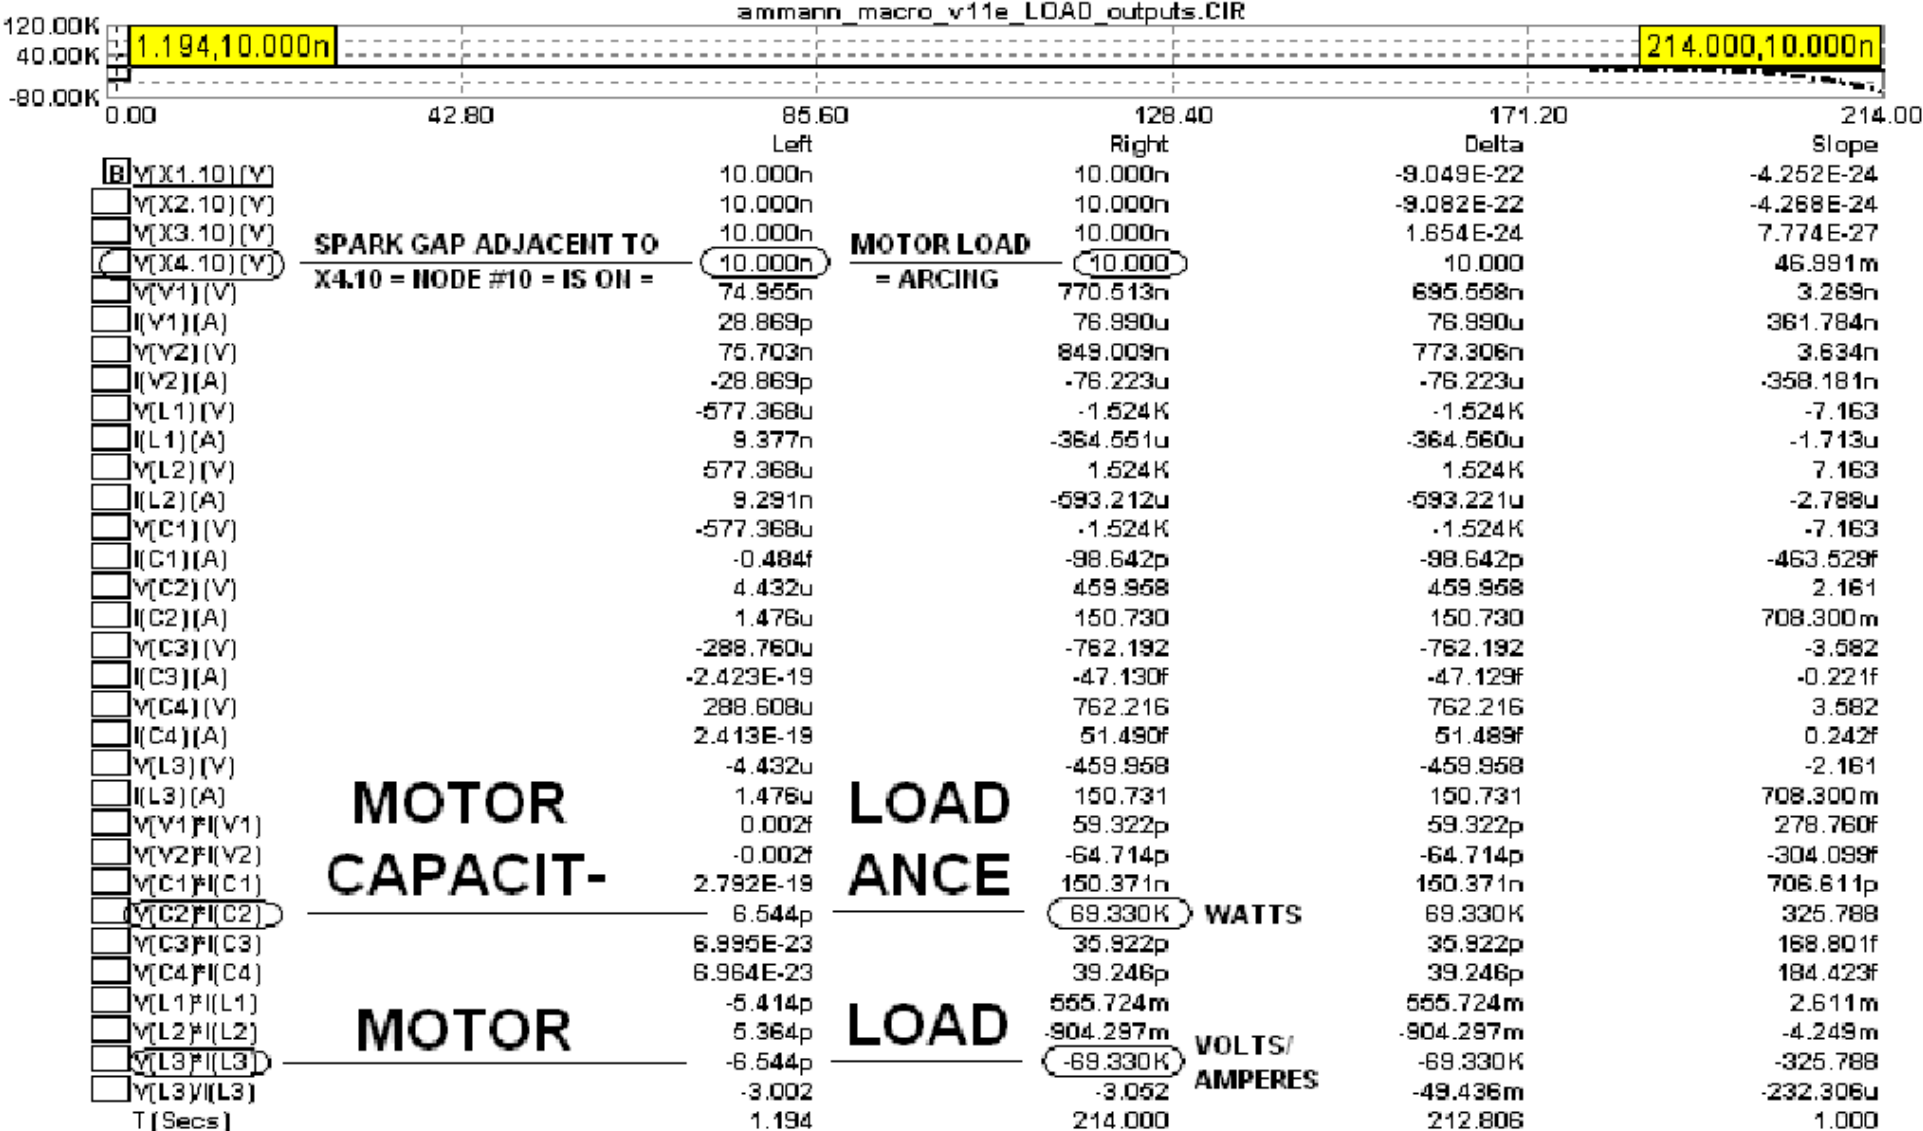 ammann_macro_v11e_LOAD_outputs.CIR
120.00K
40.00K
-80.00K
1.194,10.000n
214.000,10.000n
0.00 42.80 85.60 128.40 171.20 214.00
Left Right Delta Slope
B V(X1.10)(V) 10.000n 10.000n -9.049E-22 -4.252E-24
V(X2.10)(V) 10.000n 10.000n -9.082E-22 -4.268E-24
V(X3.10)(V) 10.000n 10.000n 1.654E-24 7.774E-27
V(X4.10)(V) SPARK GAP ADJACENT TO 10.000n MOTOR LOAD 10.000 10.000 46.991m
X4.10 = NODE #10 = IS ON = = ARCING
V(V1)(V) 74.955n 770.513n 695.558n 3.269n
I(V1)(A) 28.869p 76.990u 76.990u 361.784n
V(V2)(V) 75.703n 849.009n 773.306n 3.634n
I(V2)(A) -28.869p -76.223u -76.223u -358.181n
V(L1)(V) -577.368u -1.524K -1.524K -7.163
I(L1)(A) 9.377n -364.551u -364.560u -1.713u
V(L2)(V) 577.368u 1.524K 1.524K 7.163
I(L2)(A) 9.291n -593.212u -593.221u -2.788u
V(C1)(V) -577.368u -1.524K -1.524K -7.163
I(C1)(A) -0.484f -98.642p -98.642p -463.529f
V(C2)(V) 4.432u 459.958 459.958 2.161
I(C2)(A) 1.476u 150.730 150.730 708.300m
V(C3)(V) -288.760u -762.192 -762.192 -3.582
I(C3)(A) -2.423E-19 -47.130f -47.129f -0.221f
V(C4)(V) 288.608u 762.216 762.216 3.582
I(C4)(A) 2.413E-19 51.490f 51.489f 0.242f
V(L3)(V) -4.432u -459.958 -459.958 -2.161
I(L3)(A) MOTOR 1.476u LOAD 150.731 150.731 708.300m
V(V1)*I(V1) 0.002f 59.322p 59.322p 278.760f
V(V2)*I(V2) -0.002f -64.714p -64.714p -304.099f
V(C1)*I(C1) CAPACIT- 2.792E-19 ANCE 150.371n 150.371n 706.611p
V(C2)*I(C2) 6.544p 69.330K WATTS 69.330K 325.788
V(C3)*I(C3) 6.995E-23 35.922p 35.922p 168.801f
V(C4)*I(C4) 6.964E-23 39.246p 39.246p 184.423f
V(L1)*I(L1) -5.414p 555.724m 555.724m 2.611m
V(L2)*I(L2) MOTOR 5.364p LOAD -904.297m -904.297m -4.249m
V(L3)*I(L3) -6.544p -69.330K VOLTS/ -69.330K -325.788
V(L3)/I(L3) -3.002 -3.052 AMPERES -49.436m -232.306u
T(Secs) 1.194 214.000 212.806 1.000